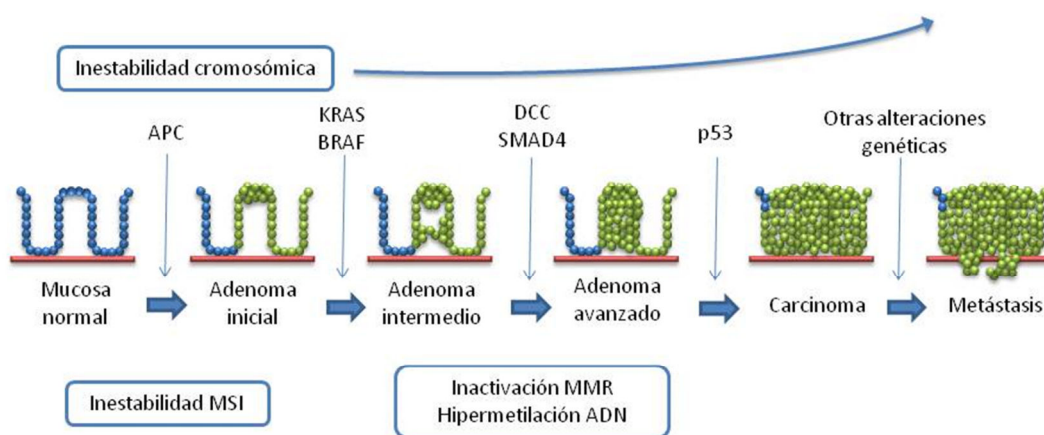 Inestabilidad cromosómica
APC
KRAS
BRAF
DCC
SMAD4
p53
Otras alteraciones
genéticas
Mucosa
normal
Adenoma
inicial
Adenoma
intermedio
Adenoma
avanzado
Carcinoma
Metástasis
Inestabilidad MSI
Inactivación MMR
Hipermetilación ADN